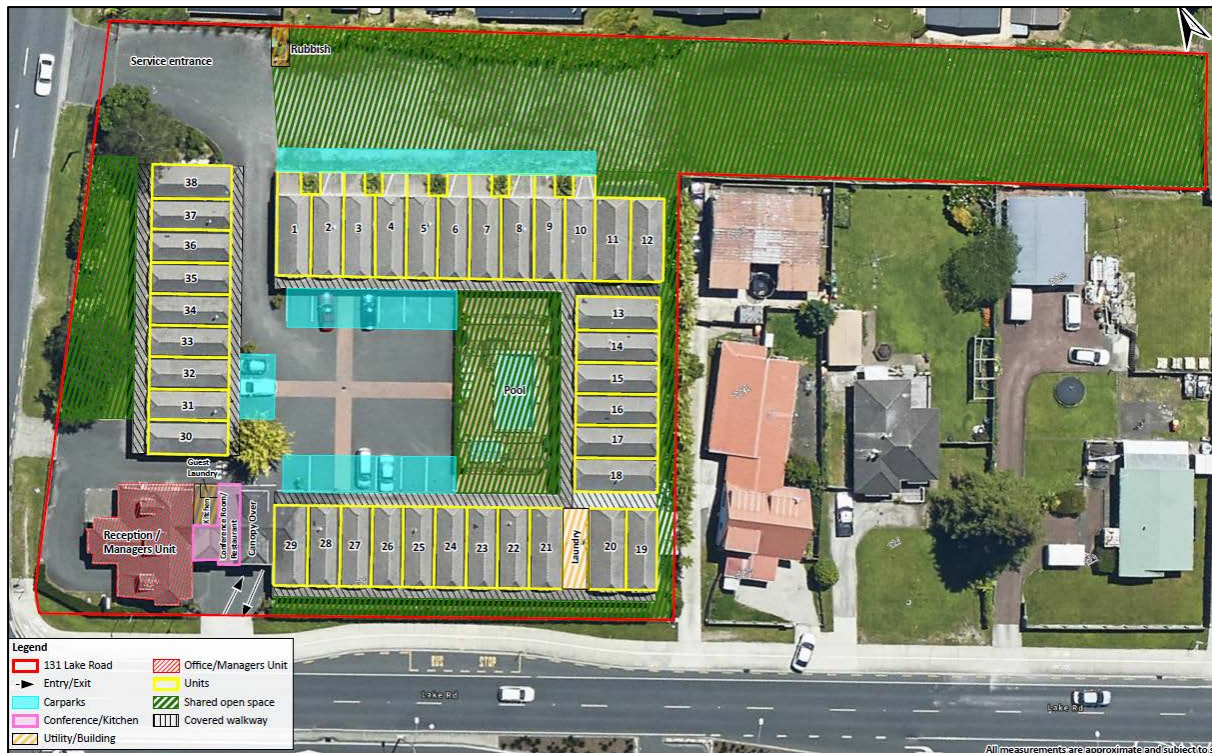 Service entrance
Rubbish
38
37
36
35
34
33
32
31
30
1 2 3 4 5 6 7 8 9 10 11 12
13
14
15
16
17
18
Pool
Guest
Laundry
Kitchen
Conference Room/
Restaurant
Canopy Over
Reception /
Managers Unit
29 28 27 26 25 24 23 22 21 Laundry 20 19
BUS STOP
Lake Rd
Lake Rd
Legend
131 Lake Road
Entry/Exit
Carparks
Conference/Kitchen
Utility/Building
Office/Managers Unit
Units
Shared open space
Covered walkway
All measurements are approximate and subject to